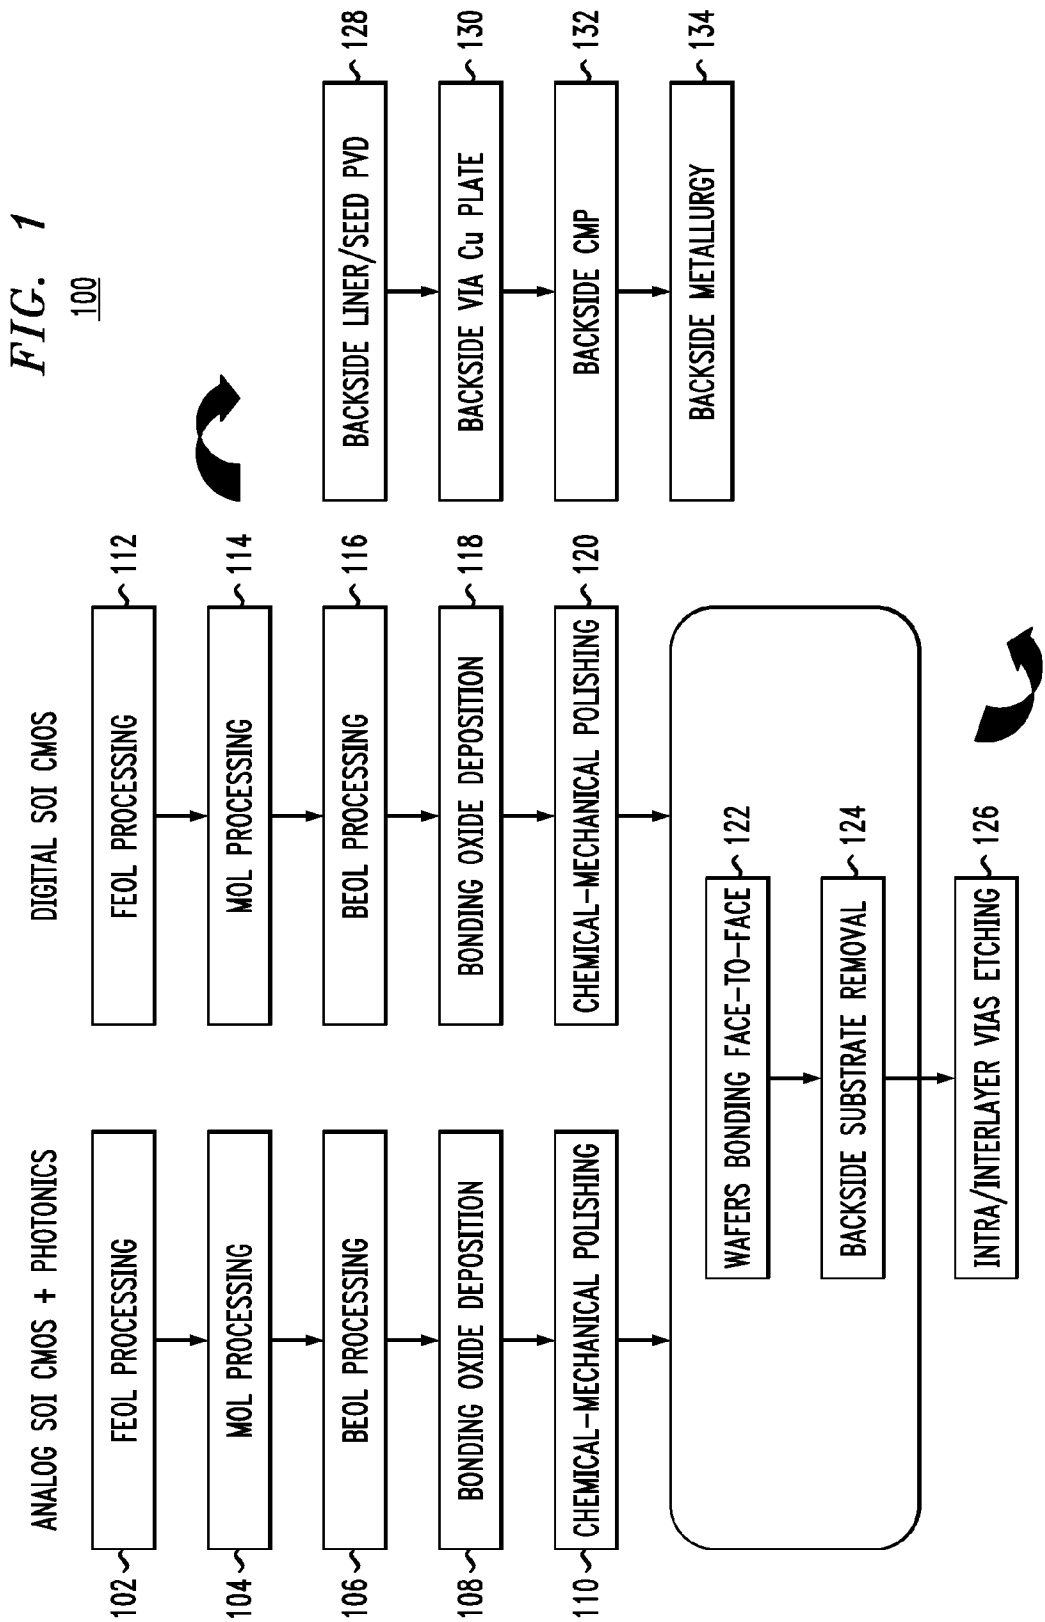 FIG. 1
100
ANALOG SOI CMOS + PHOTONICS
102
FEOL PROCESSING
104
MOL PROCESSING
106
BEOL PROCESSING
108
BONDING OXIDE DEPOSITION
110
CHEMICAL-MECHANICAL POLISHING
DIGITAL SOI CMOS
FEOL PROCESSING
112
MOL PROCESSING
114
BEOL PROCESSING
116
BONDING OXIDE DEPOSITION
118
CHEMICAL-MECHANICAL POLISHING
120
WAFERS BONDING FACE-TO-FACE
122
BACKSIDE SUBSTRATE REMOVAL
124
INTRA/INTERLAYER VIAS ETCHING
126
BACKSIDE LINER/SEED PVD
128
BACKSIDE VIA Cu PLATE
130
BACKSIDE CMP
132
BACKSIDE METALLURGY
134